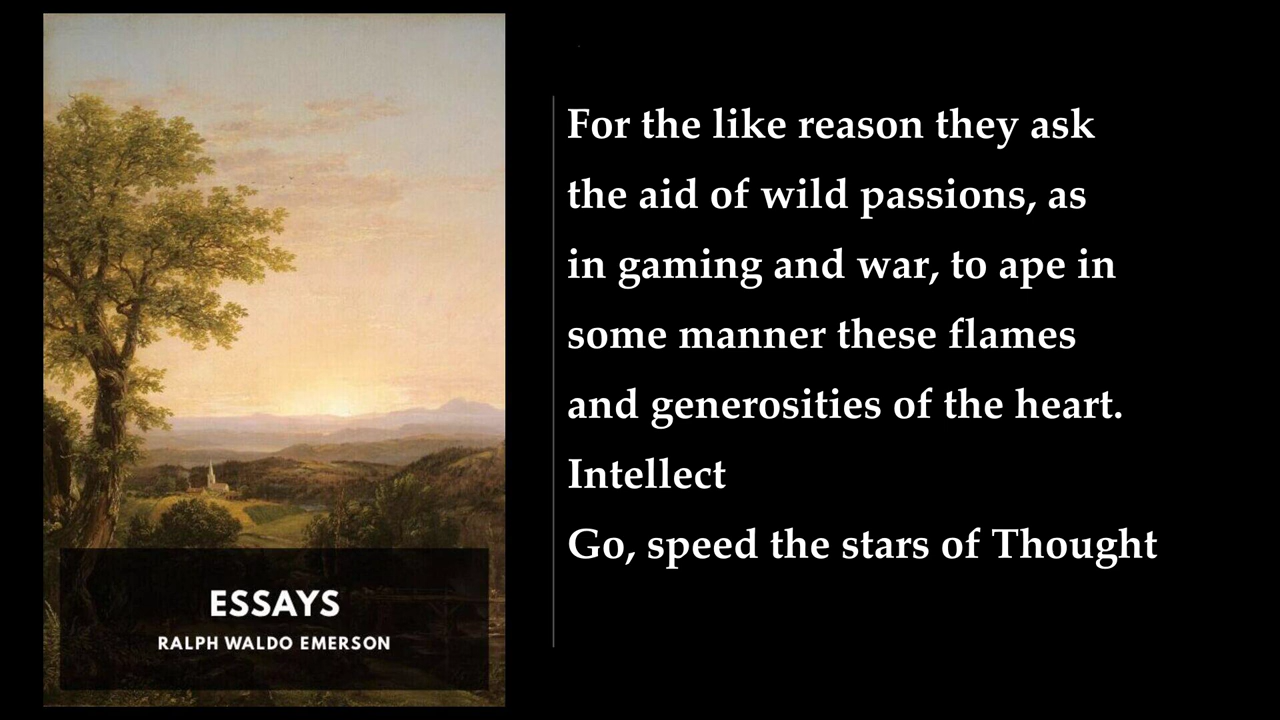 ESSAYS
RALPH WALDO EMERSON
For the like reason they ask
the aid of wild passions, as
in gaming and war, to ape in
some manner these flames
and generosities of the heart.
Intellect
Go, speed the stars of Thought